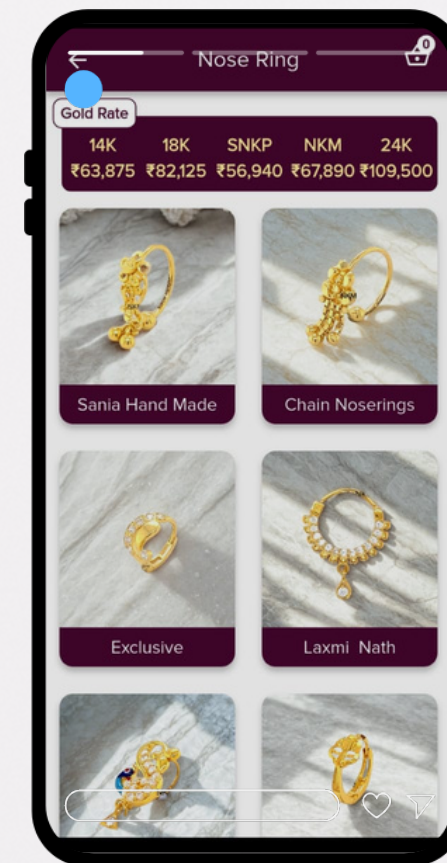 Nose Ring
0
Gold Rate
14K 18K SNKP NKM 24K
₹63,875 ₹82,125 ₹56,940 ₹67,890 ₹109,500
NKM
Sania Hand Made
Chain Noserings
Exclusive
Laxmi Nath